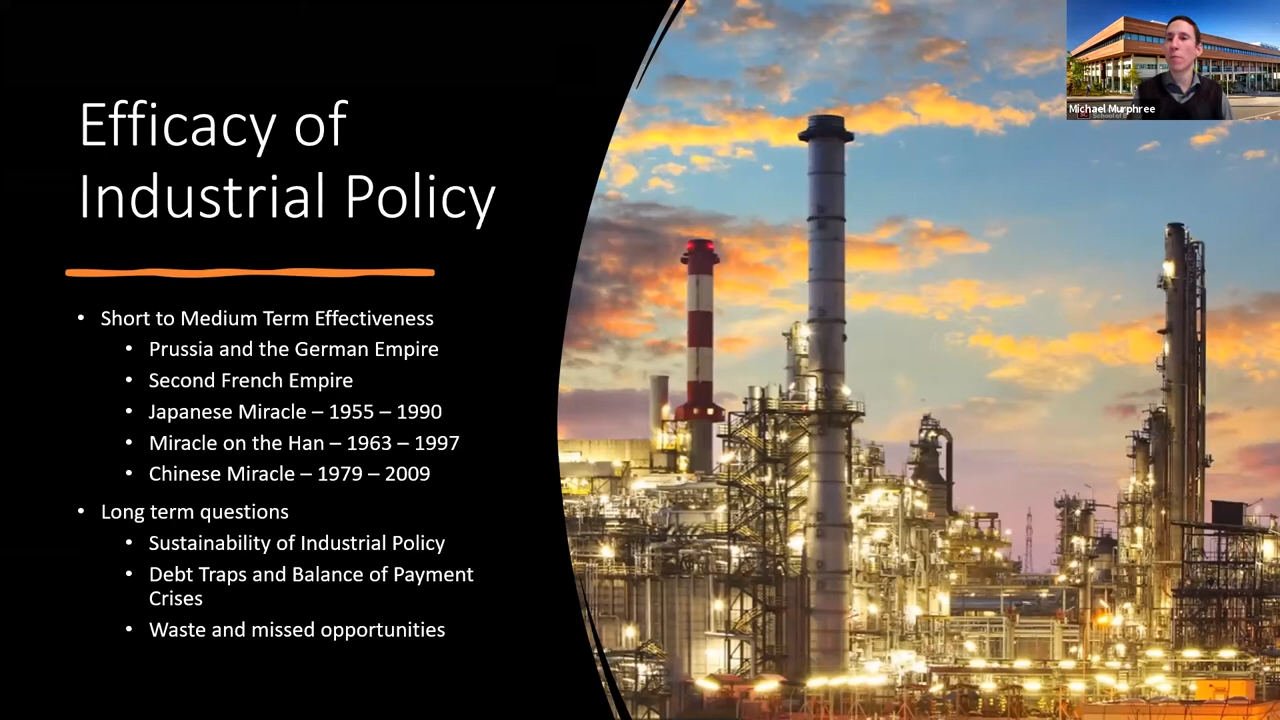 Efficacy of
Industrial Policy
• Short to Medium Term Effectiveness
• Prussia and the German Empire
• Second French Empire
• Japanese Miracle – 1955 – 1990
• Miracle on the Han – 1963 – 1997
• Chinese Miracle – 1979 – 2009
• Long term questions
• Sustainability of Industrial Policy
• Debt Traps and Balance of Payment
Crises
• Waste and missed opportunities
Michael Murphree
School of